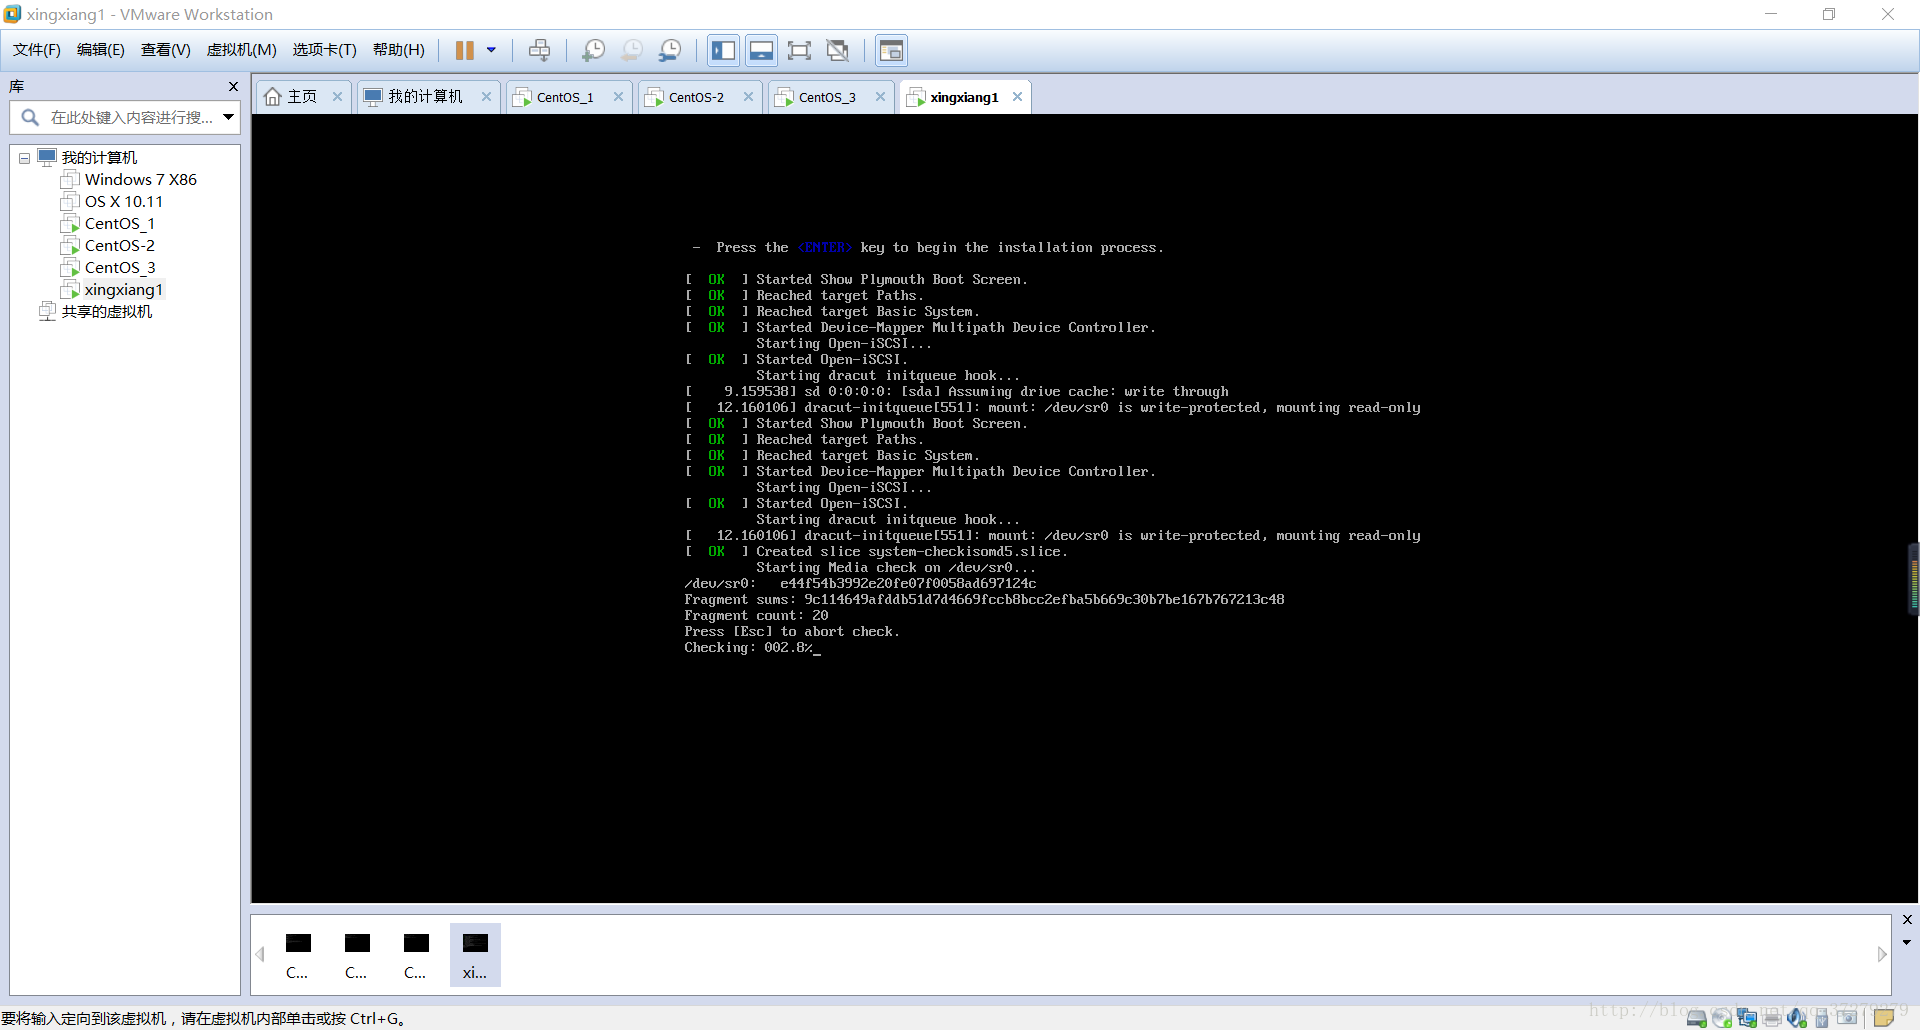 xingxiang1 - VMware Workstation
文件(F) 编辑(E) 查看(V) 虚拟机(M) 选项卡(T) 帮助(H)
库
在此处键入内容进行搜...
我的计算机
Windows 7 X86
OS X 10.11
CentOS_1
CentOS-2
CentOS_3
xingxiang1
共享的虚拟机
主页 我的计算机 CentOS_1 CentOS-2 CentOS_3 xingxiang1
- Press the <ENTER> key to begin the installation process.
[ OK ] Started Show Plymouth Boot Screen.
[ OK ] Reached target Paths.
[ OK ] Reached target Basic System.
[ OK ] Started Device-Mapper Multipath Device Controller.
Starting Open-iSCSI...
[ OK ] Started Open-iSCSI.
Starting dracut initqueue hook...
[ 9.159538] sd 0:0:0:0: [sda] Assuming drive cache: write through
[ 12.160106] dracut-initqueue[551]: mount: /dev/sr0 is write-protected, mounting read-only
[ OK ] Started Show Plymouth Boot Screen.
[ OK ] Reached target Paths.
[ OK ] Reached target Basic System.
[ OK ] Started Device-Mapper Multipath Device Controller.
Starting Open-iSCSI...
[ OK ] Started Open-iSCSI.
Starting dracut initqueue hook...
[ 12.160106] dracut-initqueue[551]: mount: /dev/sr0 is write-protected, mounting read-only
[ OK ] Created slice system-checkisomd5.slice.
Starting Media check on /dev/sr0...
/dev/sr0: e44f54b3992e20fe07f0058ad697124c
Fragment sums: 9c114649afddb51d7d4669fccb8bcc2efba5b669c30b7be167b767213c48
Fragment count: 20
Press [Esc] to abort check.
Checking: 002.8%_
C... C... C... xi...
要将输入定向到该虚拟机，请在虚拟机内部单击或按 Ctrl+G。